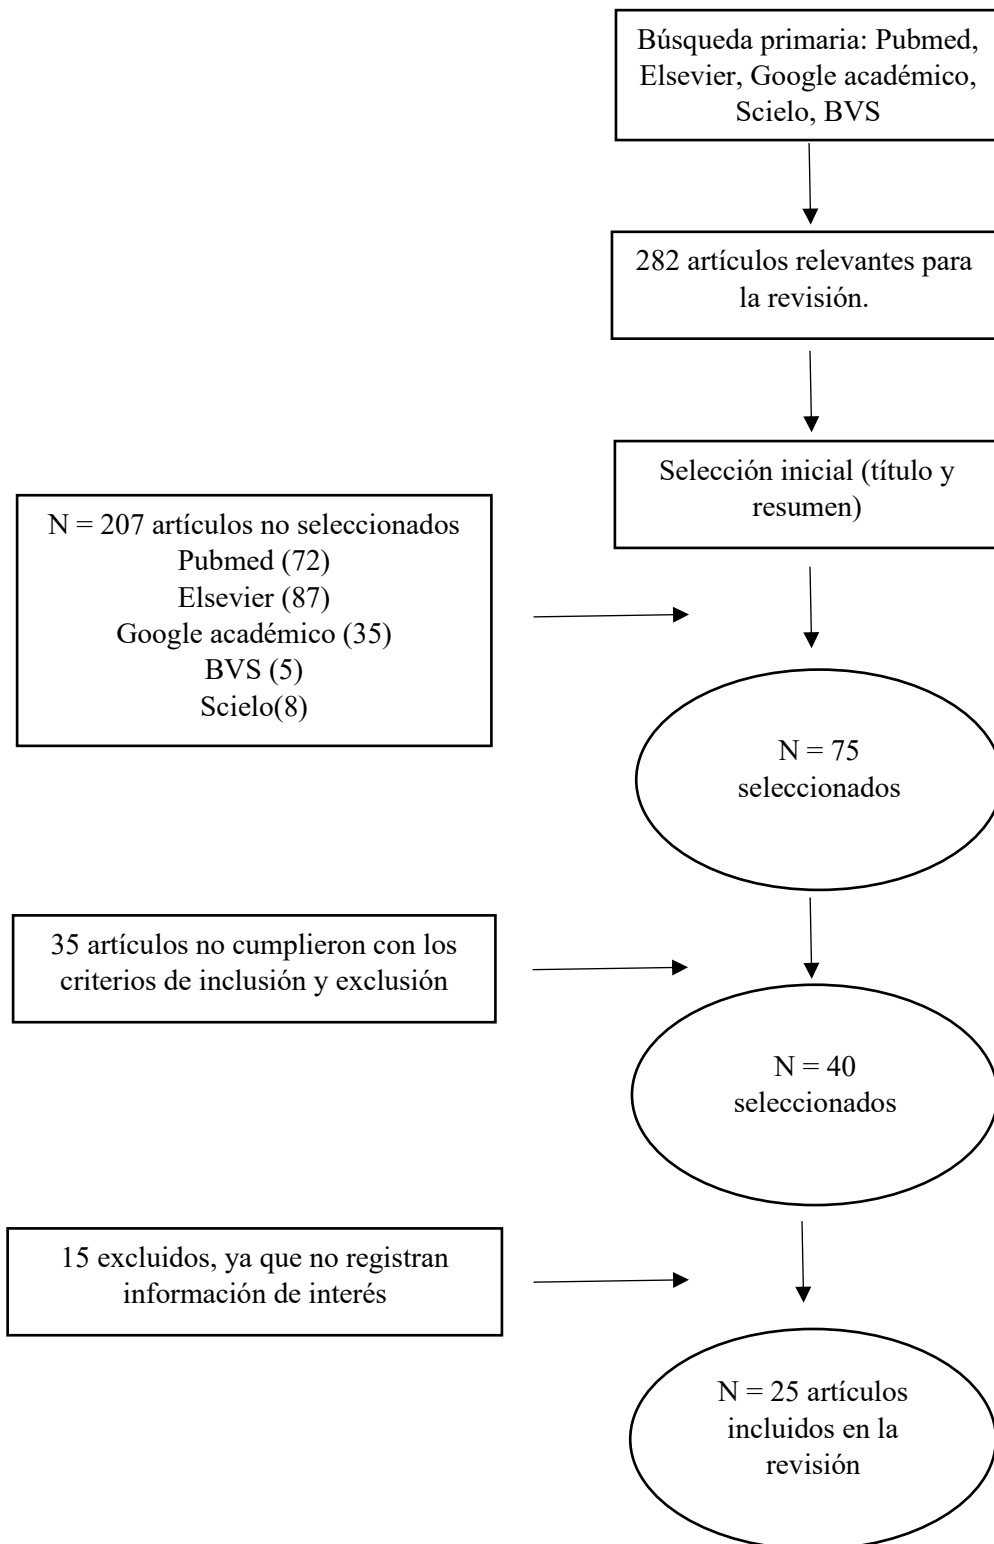 Búsqueda primaria: Pubmed,
Elsevier, Google académico,
Scielo, BVS
282 artículos relevantes para
la revisión.
Selección inicial (título y
resumen)
N = 207 artículos no seleccionados
Pubmed (72)
Elsevier (87)
Google académico (35)
BVS (5)
Scielo(8)
N = 75
seleccionados
35 artículos no cumplieron con los
criterios de inclusión y exclusión
N = 40
seleccionados
15 excluidos, ya que no registran
información de interés
N = 25 artículos
incluidos en la
revisión